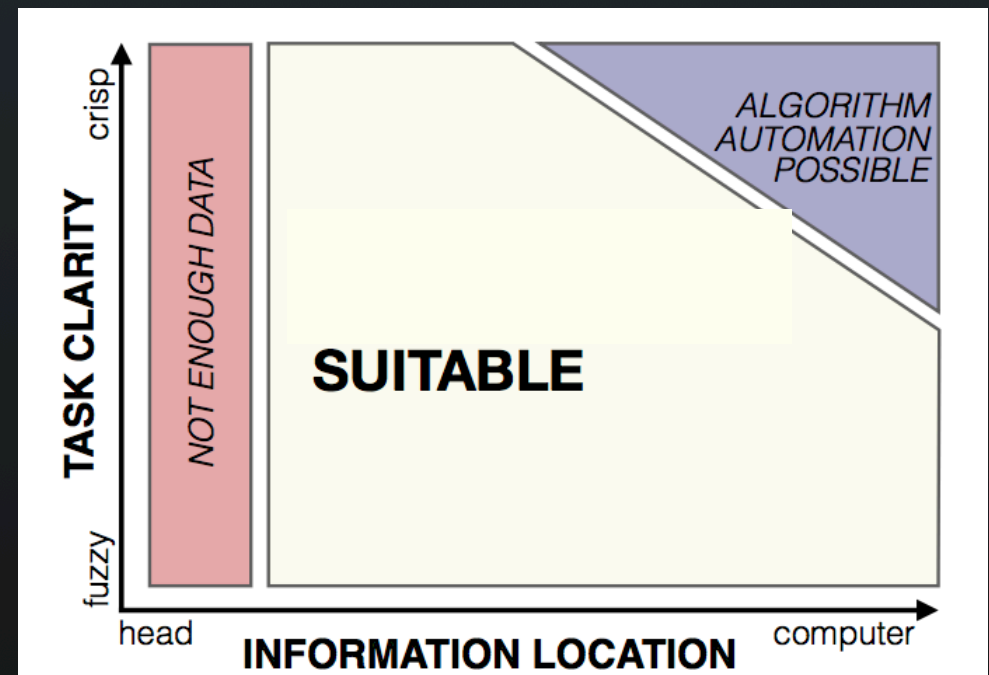 crisp
TASK CLARITY
fuzzy
NOT ENOUGH DATA
ALGORITHM
AUTOMATION
POSSIBLE
SUITABLE
head
computer
INFORMATION LOCATION